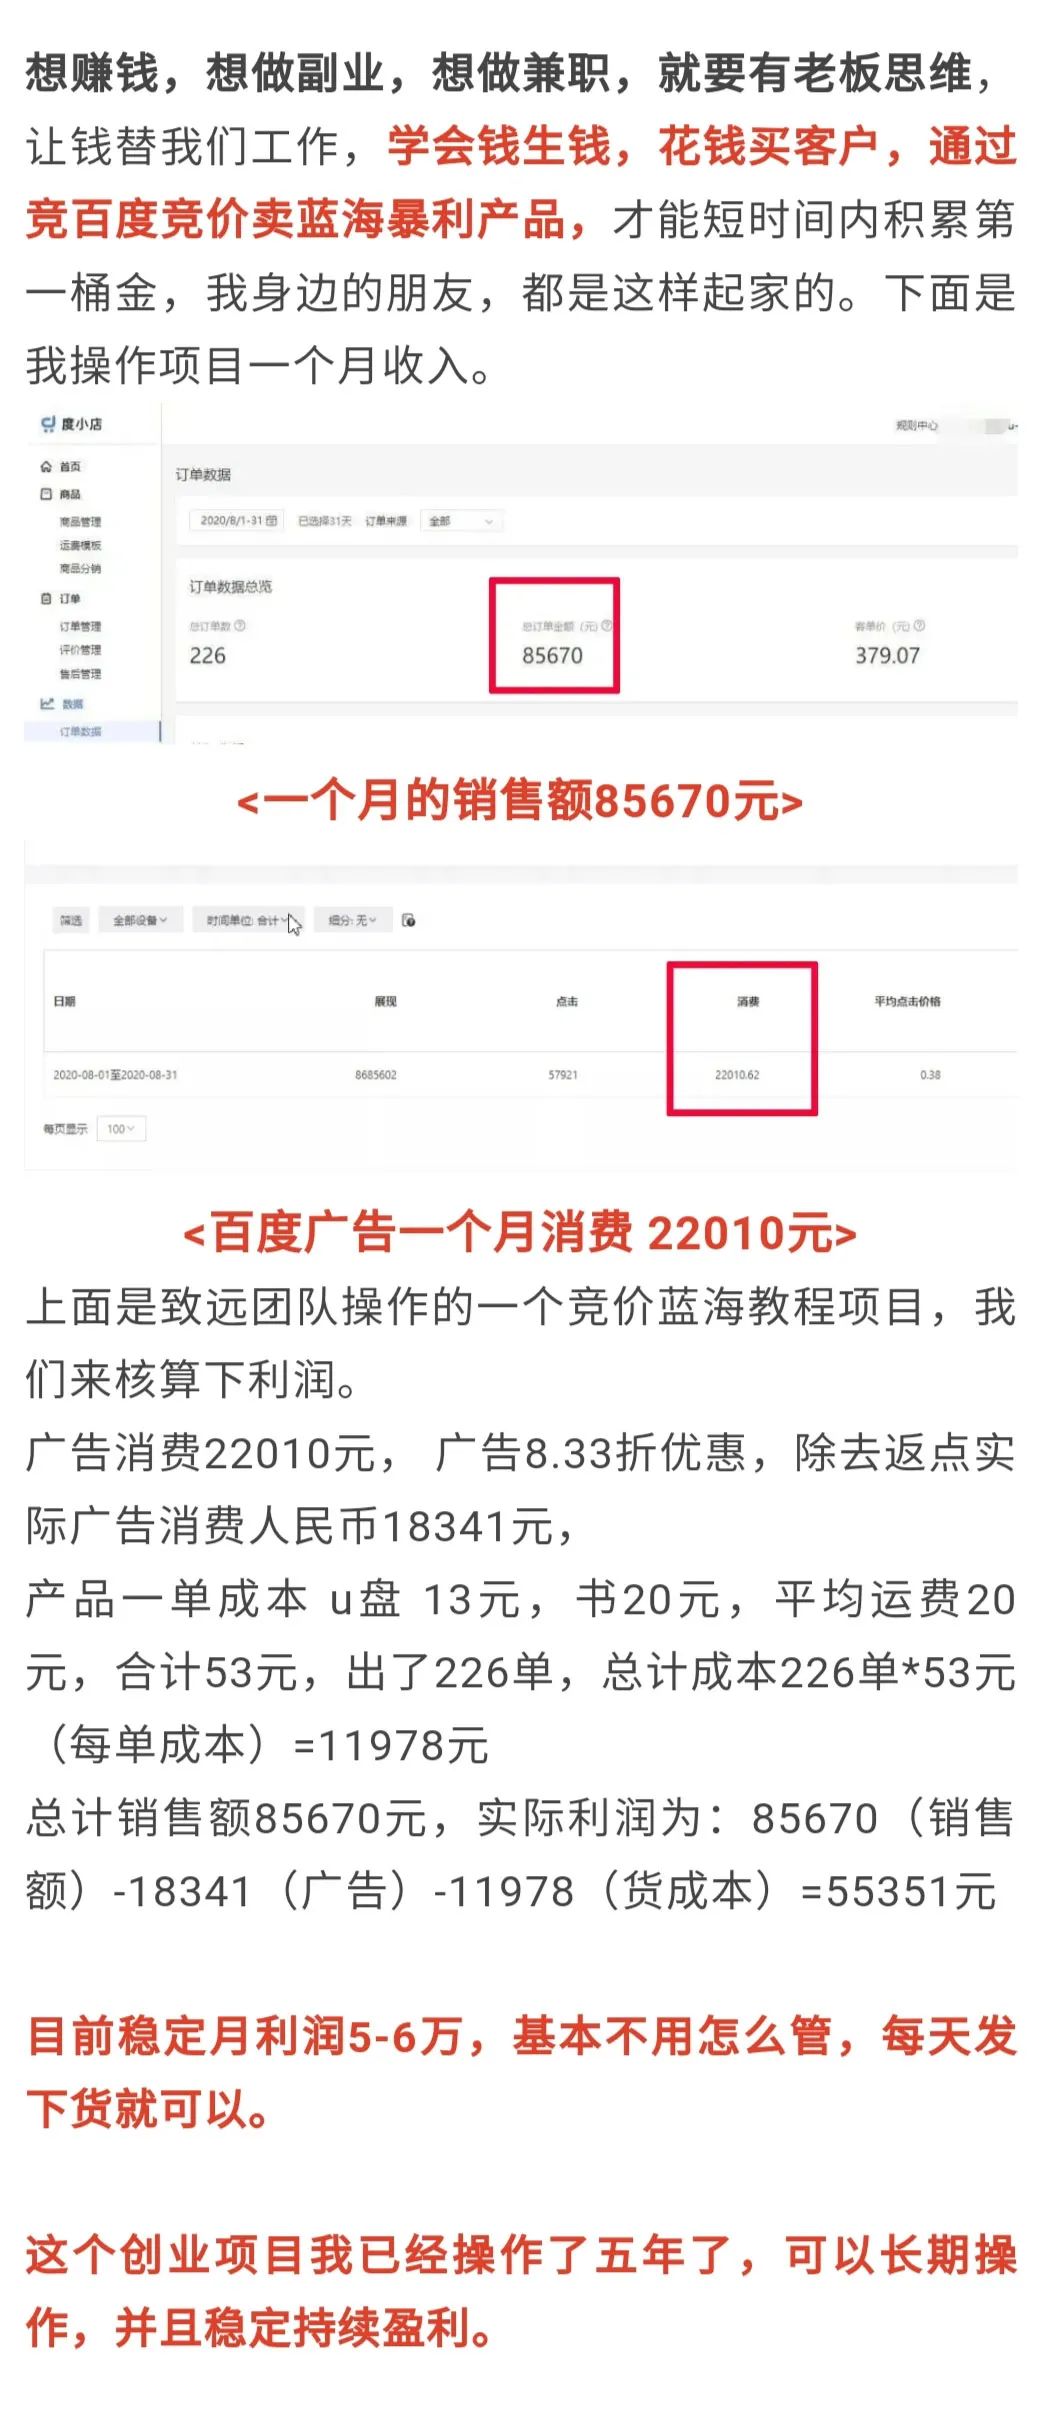 想赚钱，想做副业，想做兼职，就要有老板思维，
让钱替我们工作，学会钱生钱，花钱买客户，通过
竞百度竞价卖蓝海暴利产品，才能短时间内积累第
一桶金，我身边的朋友，都是这样起家的。下面是
我操作项目一个月收入。
度小店
规则中心
首页
订单数据
商品
商品管理
2020/8/1-31 已选择31天 订单来源 全部
运费模板
商品分销
订单数据总览
订单
订单管理
总订单数 总订单金额（元） 客单价（元）
评价管理
226 85670 379.07
售后管理
数据
订单数据
<一个月的销售额85670元>
筛选 全部设备 时间单位: 合计 细分: 无
日期 展现 点击 消费 平均点击价格
2020-08-01至2020-08-31 8685602 57921 22010.62 0.38
每页显示 100
<百度广告一个月消费 22010元>
上面是致远团队操作的一个竞价蓝海教程项目，我
们来核算下利润。
广告消费22010元， 广告8.33折优惠，除去返点实
际广告消费人民币18341元，
产品一单成本 u盘 13元，书20元，平均运费20
元，合计53元，出了226单，总计成本226单*53元
（每单成本）=11978元
总计销售额85670元，实际利润为：85670（销售
额）-18341（广告）-11978（货成本）=55351元
目前稳定月利润5-6万，基本不用怎么管，每天发
下货就可以。
这个创业项目我已经操作了五年了，可以长期操
作，并且稳定持续盈利。